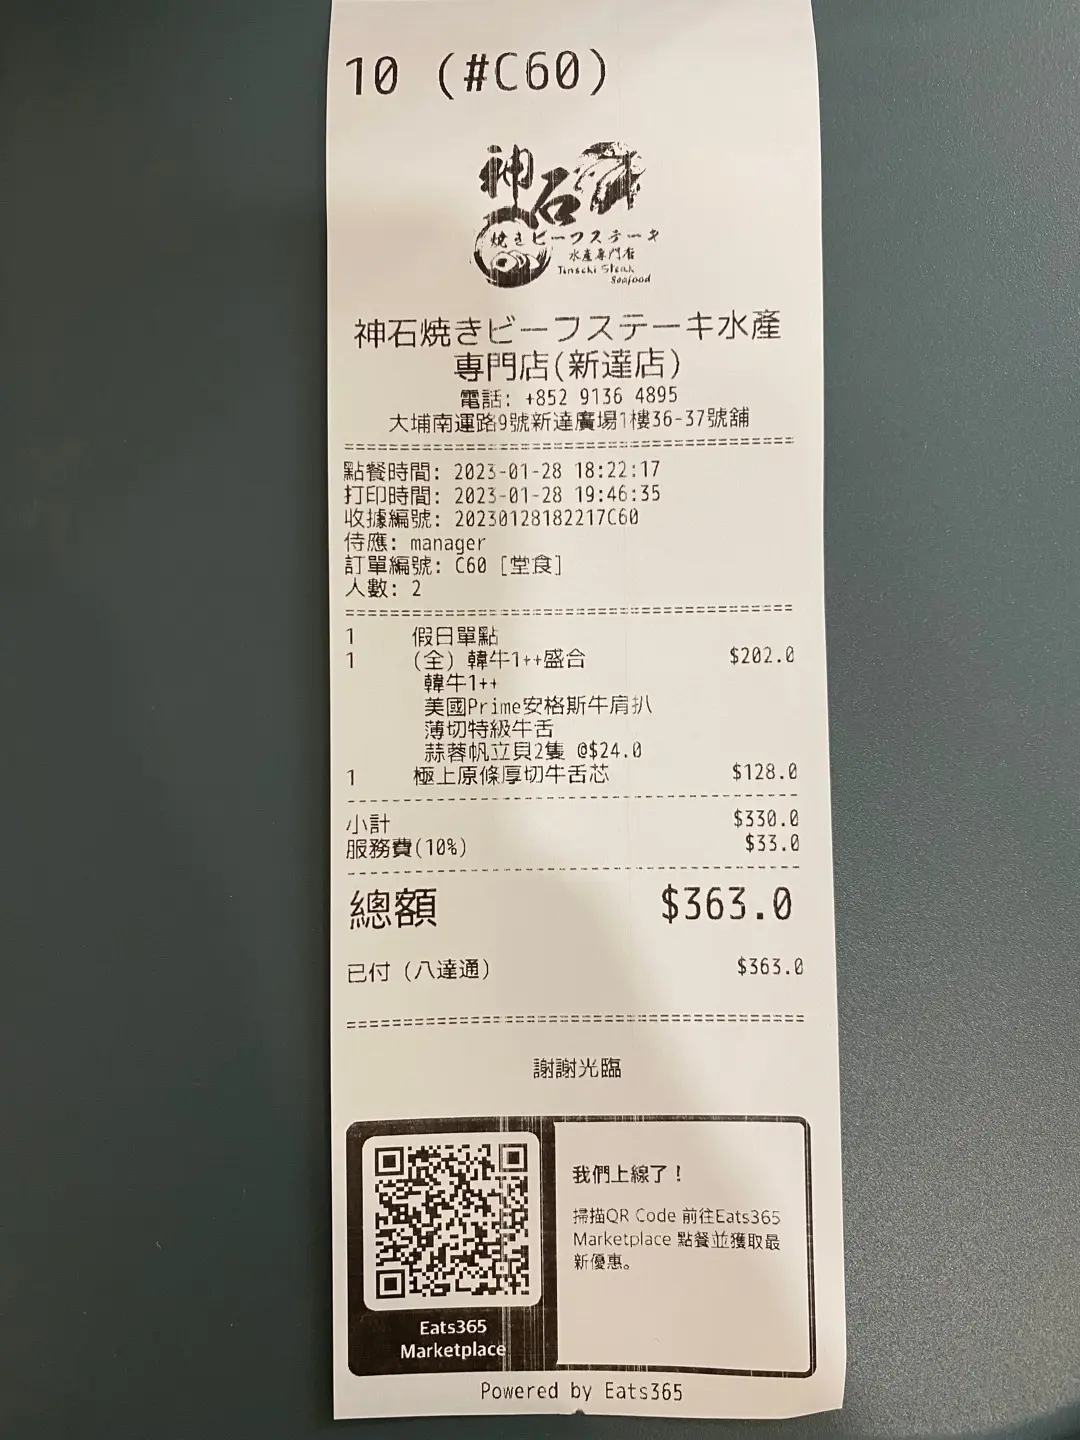 10 (#C60)
神石
焼きビーフステーキ
水産専門店
Steak
Seafood
神石焼きビーフステーキ水產
專門店(新達店)
電話: +852 9136 4895
大埔南運路9號新達廣場1樓36-37號舖
點餐時間: 2023-01-28 18:22:17
打印時間: 2023-01-28 19:46:35
收據編號: 20230128182217C60
侍應: manager
訂單編號: C60 [堂食]
人數: 2
1 假日單點
1 (全) 韓牛1++盛合 $202.0
韓牛1++
美國Prime安格斯牛肩扒
薄切特級牛舌
蒜蓉帆立貝2隻 @$24.0
1 極上原條厚切牛舌芯 $128.0
小計 $330.0
服務費(10%) $33.0
總額 $363.0
已付 (八達通) $363.0
謝謝光臨
我們上線了！
掃描QR Code 前往Eats365
Marketplace 點餐並獲取最
新優惠。
Eats365
Marketplace
Powered by Eats365